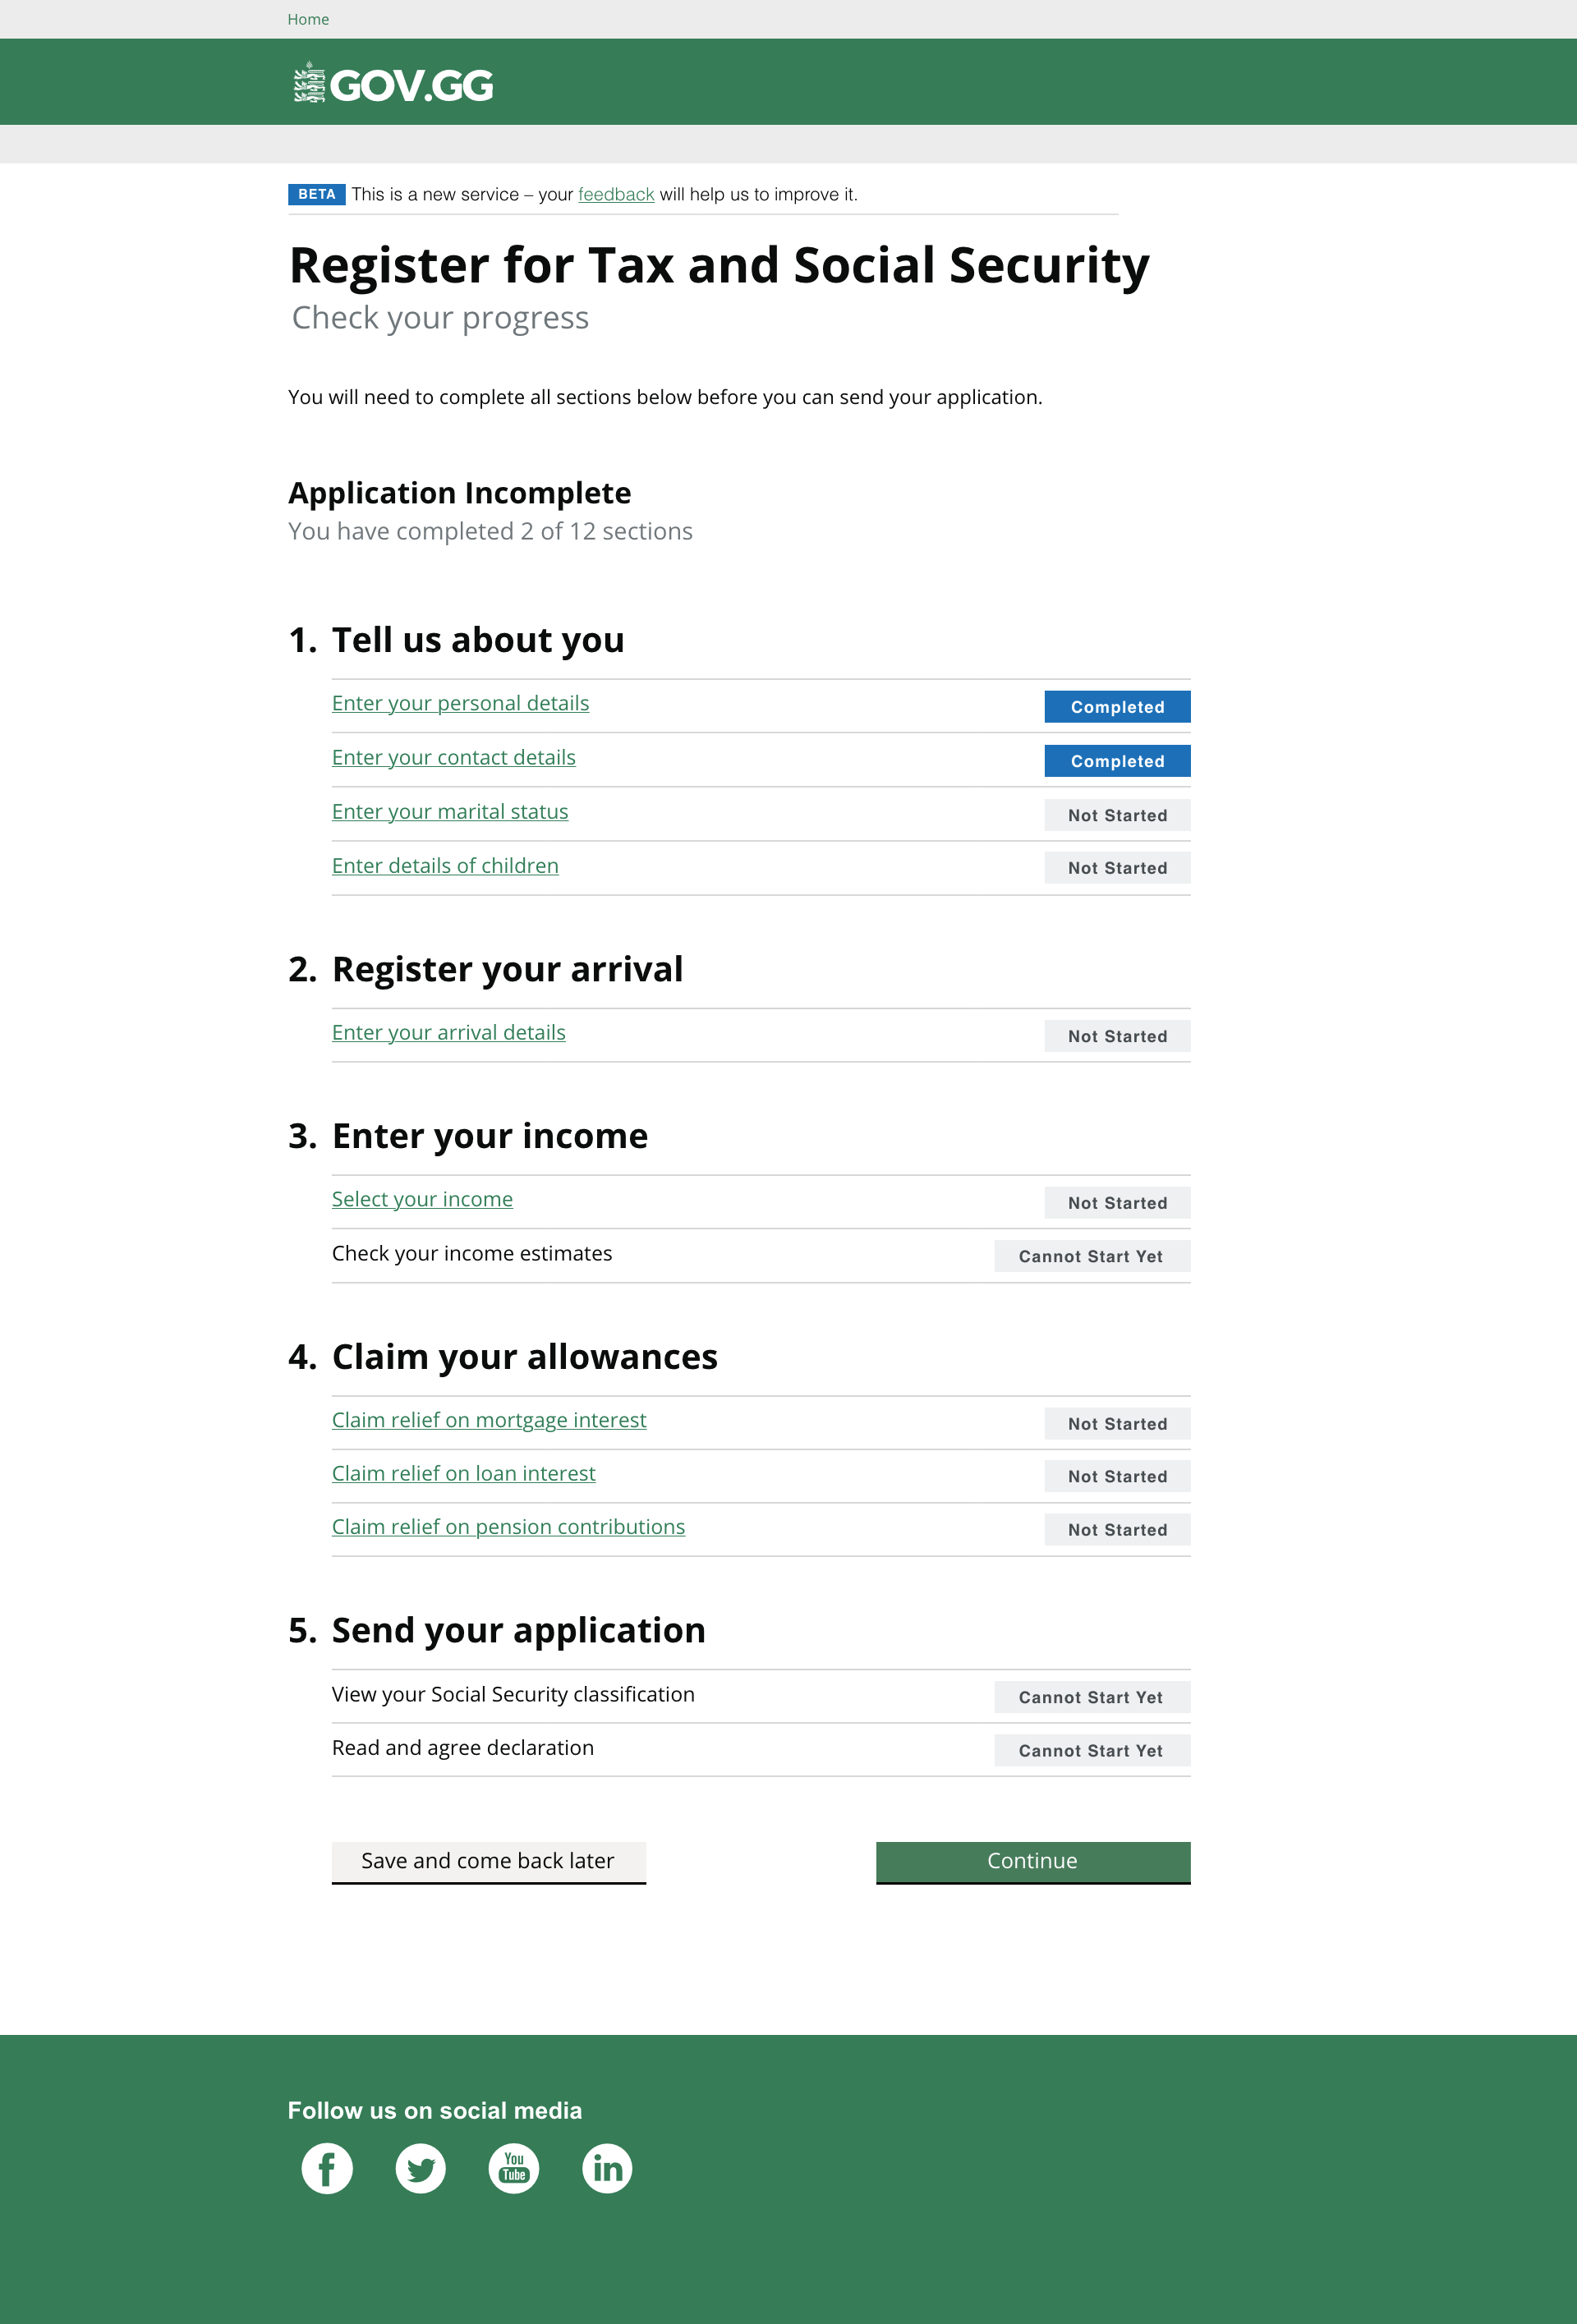 Home
GOV.GG
BETA This is a new service – your feedback will help us to improve it.
Register for Tax and Social Security
Check your progress
You will need to complete all sections below before you can send your application.
Application Incomplete
You have completed 2 of 12 sections
1. Tell us about you
Enter your personal details Completed
Enter your contact details Completed
Enter your marital status Not Started
Enter details of children Not Started
2. Register your arrival
Enter your arrival details Not Started
3. Enter your income
Select your income Not Started
Check your income estimates Cannot Start Yet
4. Claim your allowances
Claim relief on mortgage interest Not Started
Claim relief on loan interest Not Started
Claim relief on pension contributions Not Started
5. Send your application
View your Social Security classification Cannot Start Yet
Read and agree declaration Cannot Start Yet
Save and come back later Continue
Follow us on social media
f You Tube in